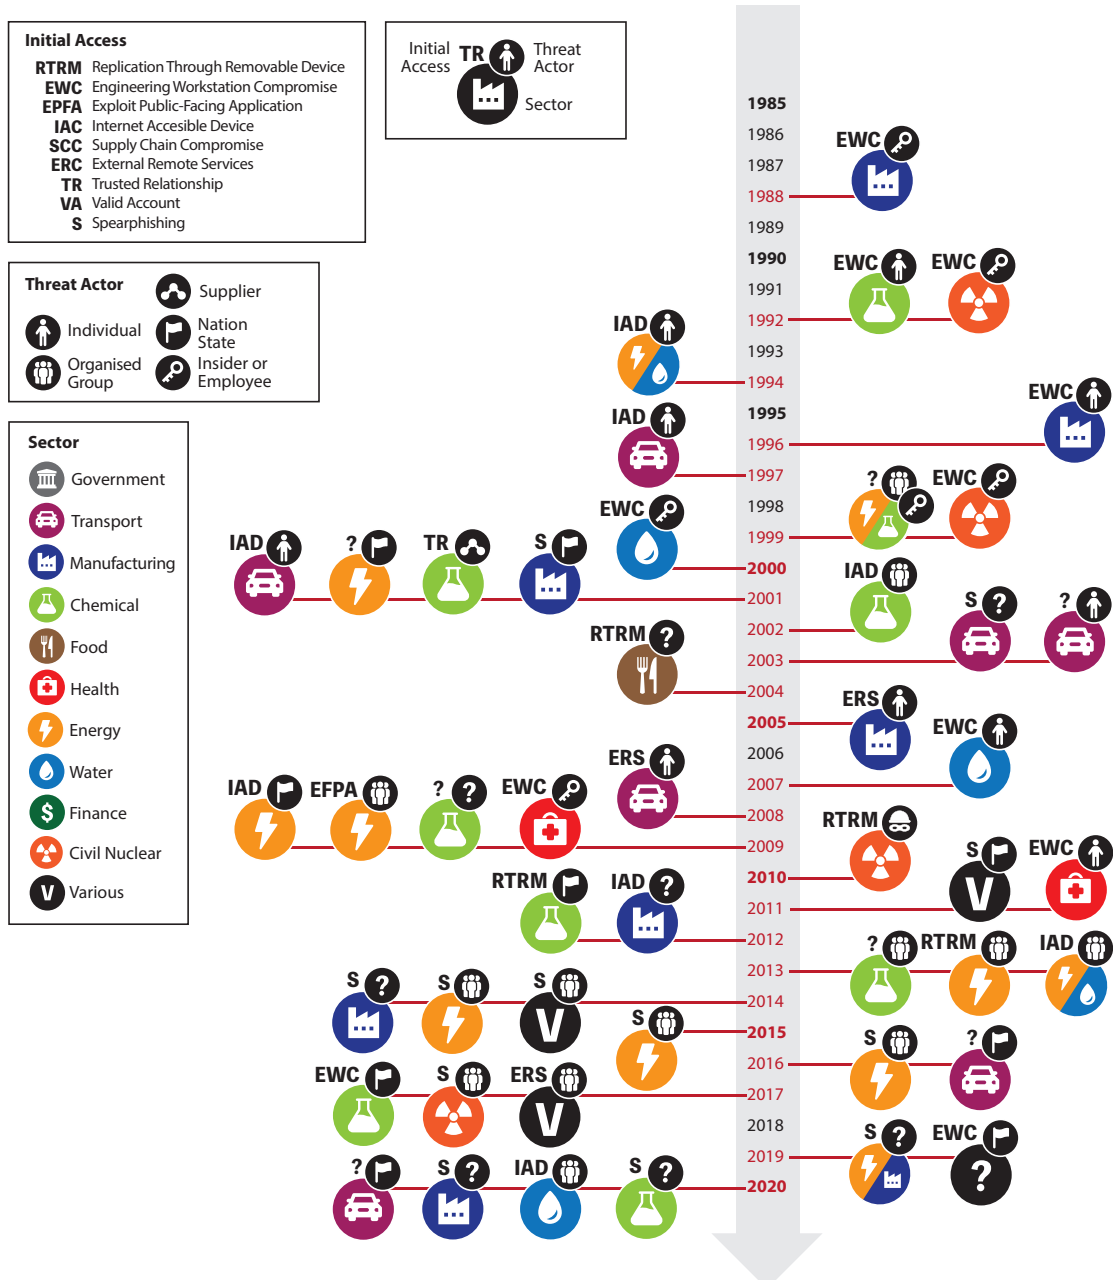 Initial Access
RTRM Replication Through Removable Device
EWC Engineering Workstation Compromise
EPFA Exploit Public-Facing Application
IAC Internet Accesible Device
SCC Supply Chain Compromise
ERC External Remote Services
TR Trusted Relationship
VA Valid Account
S Spearphishing
Initial Access
TR
Threat Actor
Sector
Threat Actor
Supplier
Individual
Nation State
Organised Group
Insider or Employee
Sector
Government
Transport
Manufacturing
Chemical
Food
Health
Energy
Water
$ Finance
Civil Nuclear
V Various
1985
1986
EWC
1987
1988
1989
1990
EWC EWC
1991
1992
IAD
1993
1994
EWC
1995
IAD
1996
1997
? EWC
EWC
1998
1999
IAD ? TR S
2000
2001
IAD
S ? ?
2002
RTRM ?
2003
2004
ERS
2005
EWC
2006
ERS
2007
IAD EFPA ? ? EWC
2008
RTRM
2009
S V EWC
2010
RTRM IAD ?
2011
2012
? RTRM IAD
2013
S ? S S V
2014
S
2015
S ?
2016
EWC S ERS V
2017
2018
S ? EWC ?
2019
? S ? IAD S ?
2020